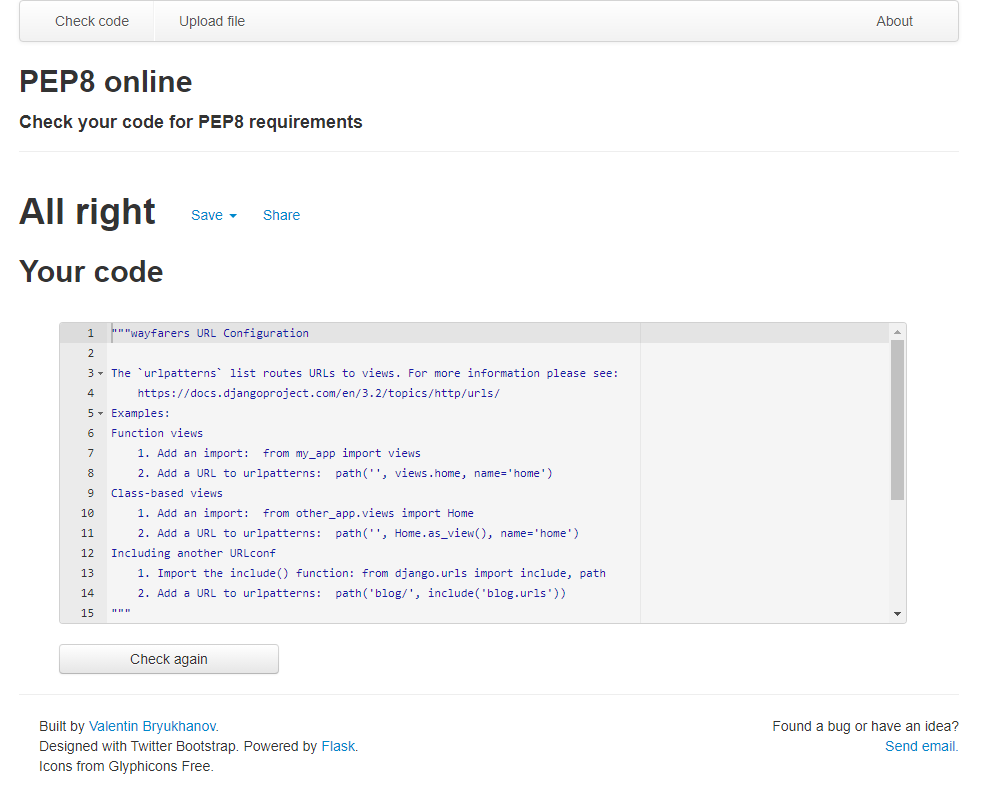 Check code Upload file About
PEP8 online
Check your code for PEP8 requirements
All right Save Share
Your code
1 """wayfarers URL Configuration
2
3 The `urlpatterns` list routes URLs to views. For more information please see:
4     https://docs.djangoproject.com/en/3.2/topics/http/urls/
5 Examples:
6 Function views
7     1. Add an import:  from my_app import views
8     2. Add a URL to urlpatterns:  path('', views.home, name='home')
9 Class-based views
10     1. Add an import:  from other_app.views import Home
11     2. Add a URL to urlpatterns:  path('', Home.as_view(), name='home')
12 Including another URLconf
13     1. Import the include() function: from django.urls import include, path
14     2. Add a URL to urlpatterns:  path('blog/', include('blog.urls'))
15 """
Check again
Built by Valentin Bryukhanov. Found a bug or have an idea?
Designed with Twitter Bootstrap. Powered by Flask. Send email.
Icons from Glyphicons Free.